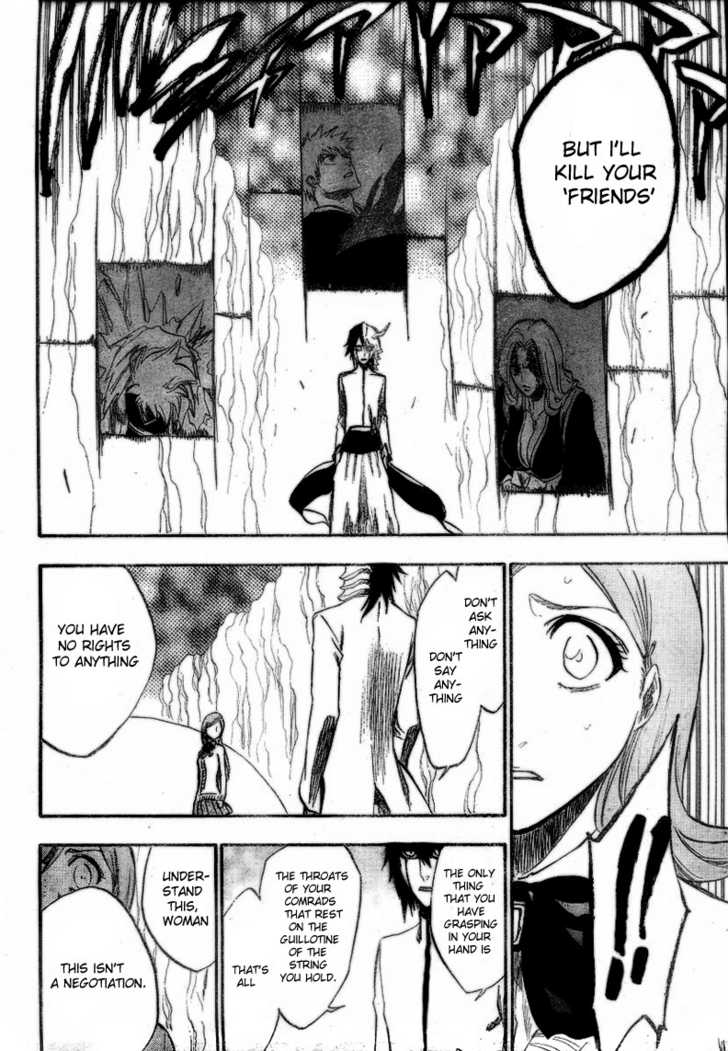 BUT I'LL
KILL YOUR
'FRIENDS'
DON'T
ASK
ANY-
THING
DON'T
SAY
ANY-
THING
YOU HAVE
NO RIGHTS
TO ANYTHING
!!
THE ONLY
THING
THAT YOU
HAVE
GRASPING
IN YOUR
HAND IS
THE THROATS
OF YOUR
COMRADS
THAT REST
ON THE
GUILLOTINE
OF THE
STRING
YOU HOLD.
THAT'S
ALL
UNDER-
STAND
THIS,
WOMAN
THIS ISN'T
A NEGOTIATION.